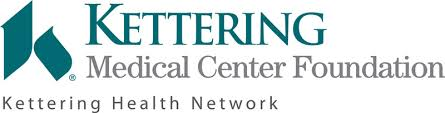 KETTERING
Medical Center Foundation
®
Kettering Health Network